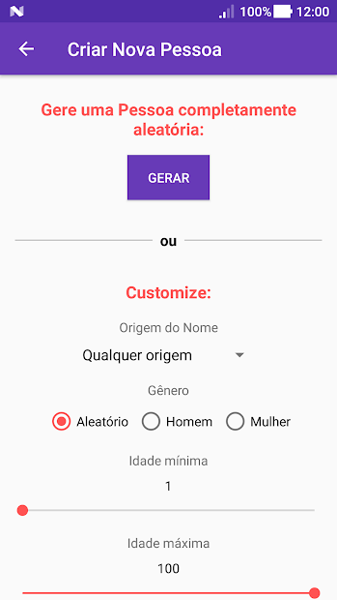 100% 12:00
Criar Nova Pessoa
Gere uma Pessoa completamente
aleatória:
GERAR
ou
Customize:
Origem do Nome
Qualquer origem
Gênero
Aleatório Homem Mulher
Idade mínima
1
Idade máxima
100